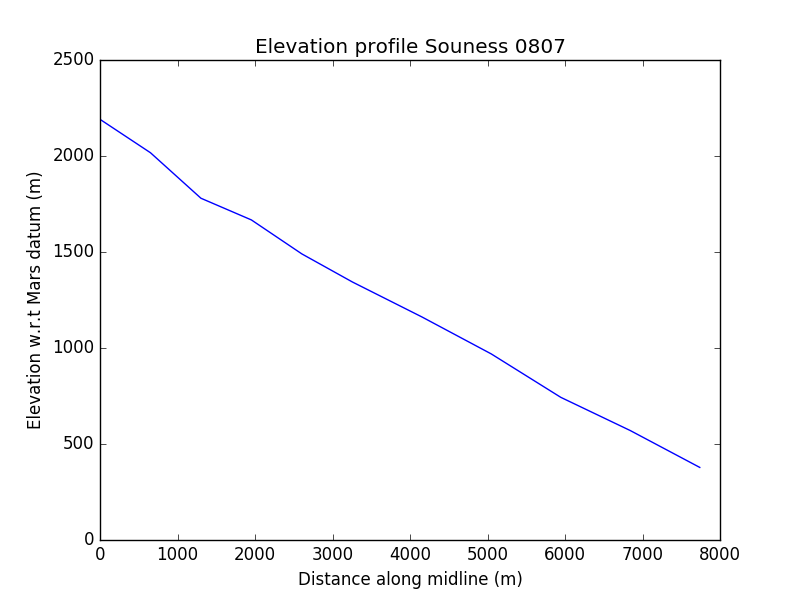 Elevation profile Souness 0807
2500
2000
1500
1000
500
0
Elevation w.r.t Mars datum (m)
0 1000 2000 3000 4000 5000 6000 7000 8000
Distance along midline (m)